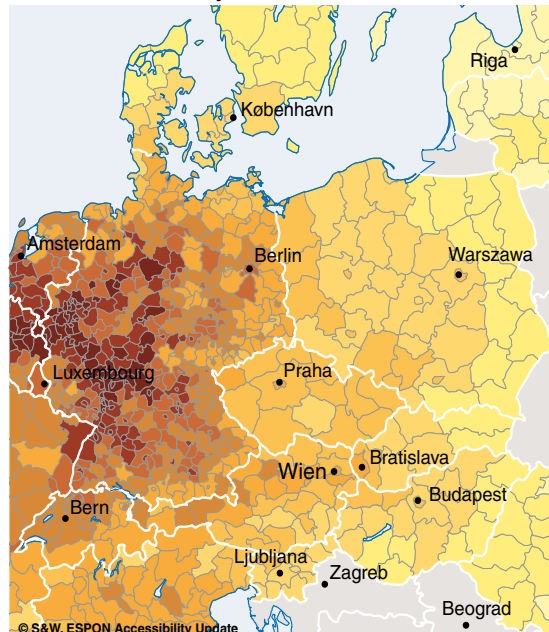 Riga
København
Amsterdam
Berlin
Warszawa
Luxembourg
Praha
Wien
Bratislava
Budapest
Bern
Ljubljana
Zagreb
Beograd
© S&W, ESPON Accessibility Update